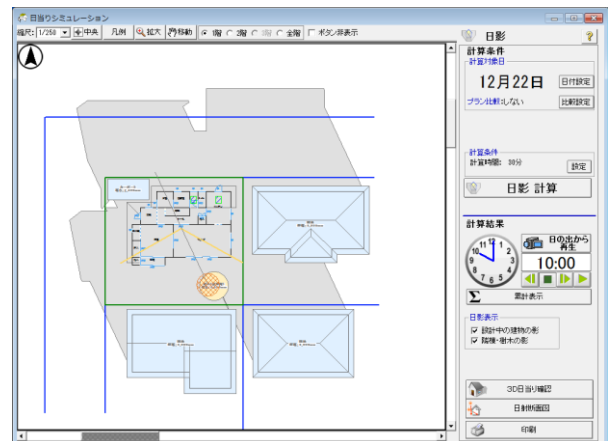 日当りシミュレーション
縮尺: 1/250 中央 凡例 拡大 移動 1階 2階 3階 全階 ボタン非表示
日影
?
計算条件
計算対象日
12月22日
日付設定
プラン比較:しない
比較設定
計算条件
計算時間: 30分
設定
日影 計算
計算結果
日の出から
再生
10:00
Σ 累計表示
日影表示
設計中の建物の影
隣棟・樹木の影
3D日当り確認
日射断面図
印刷